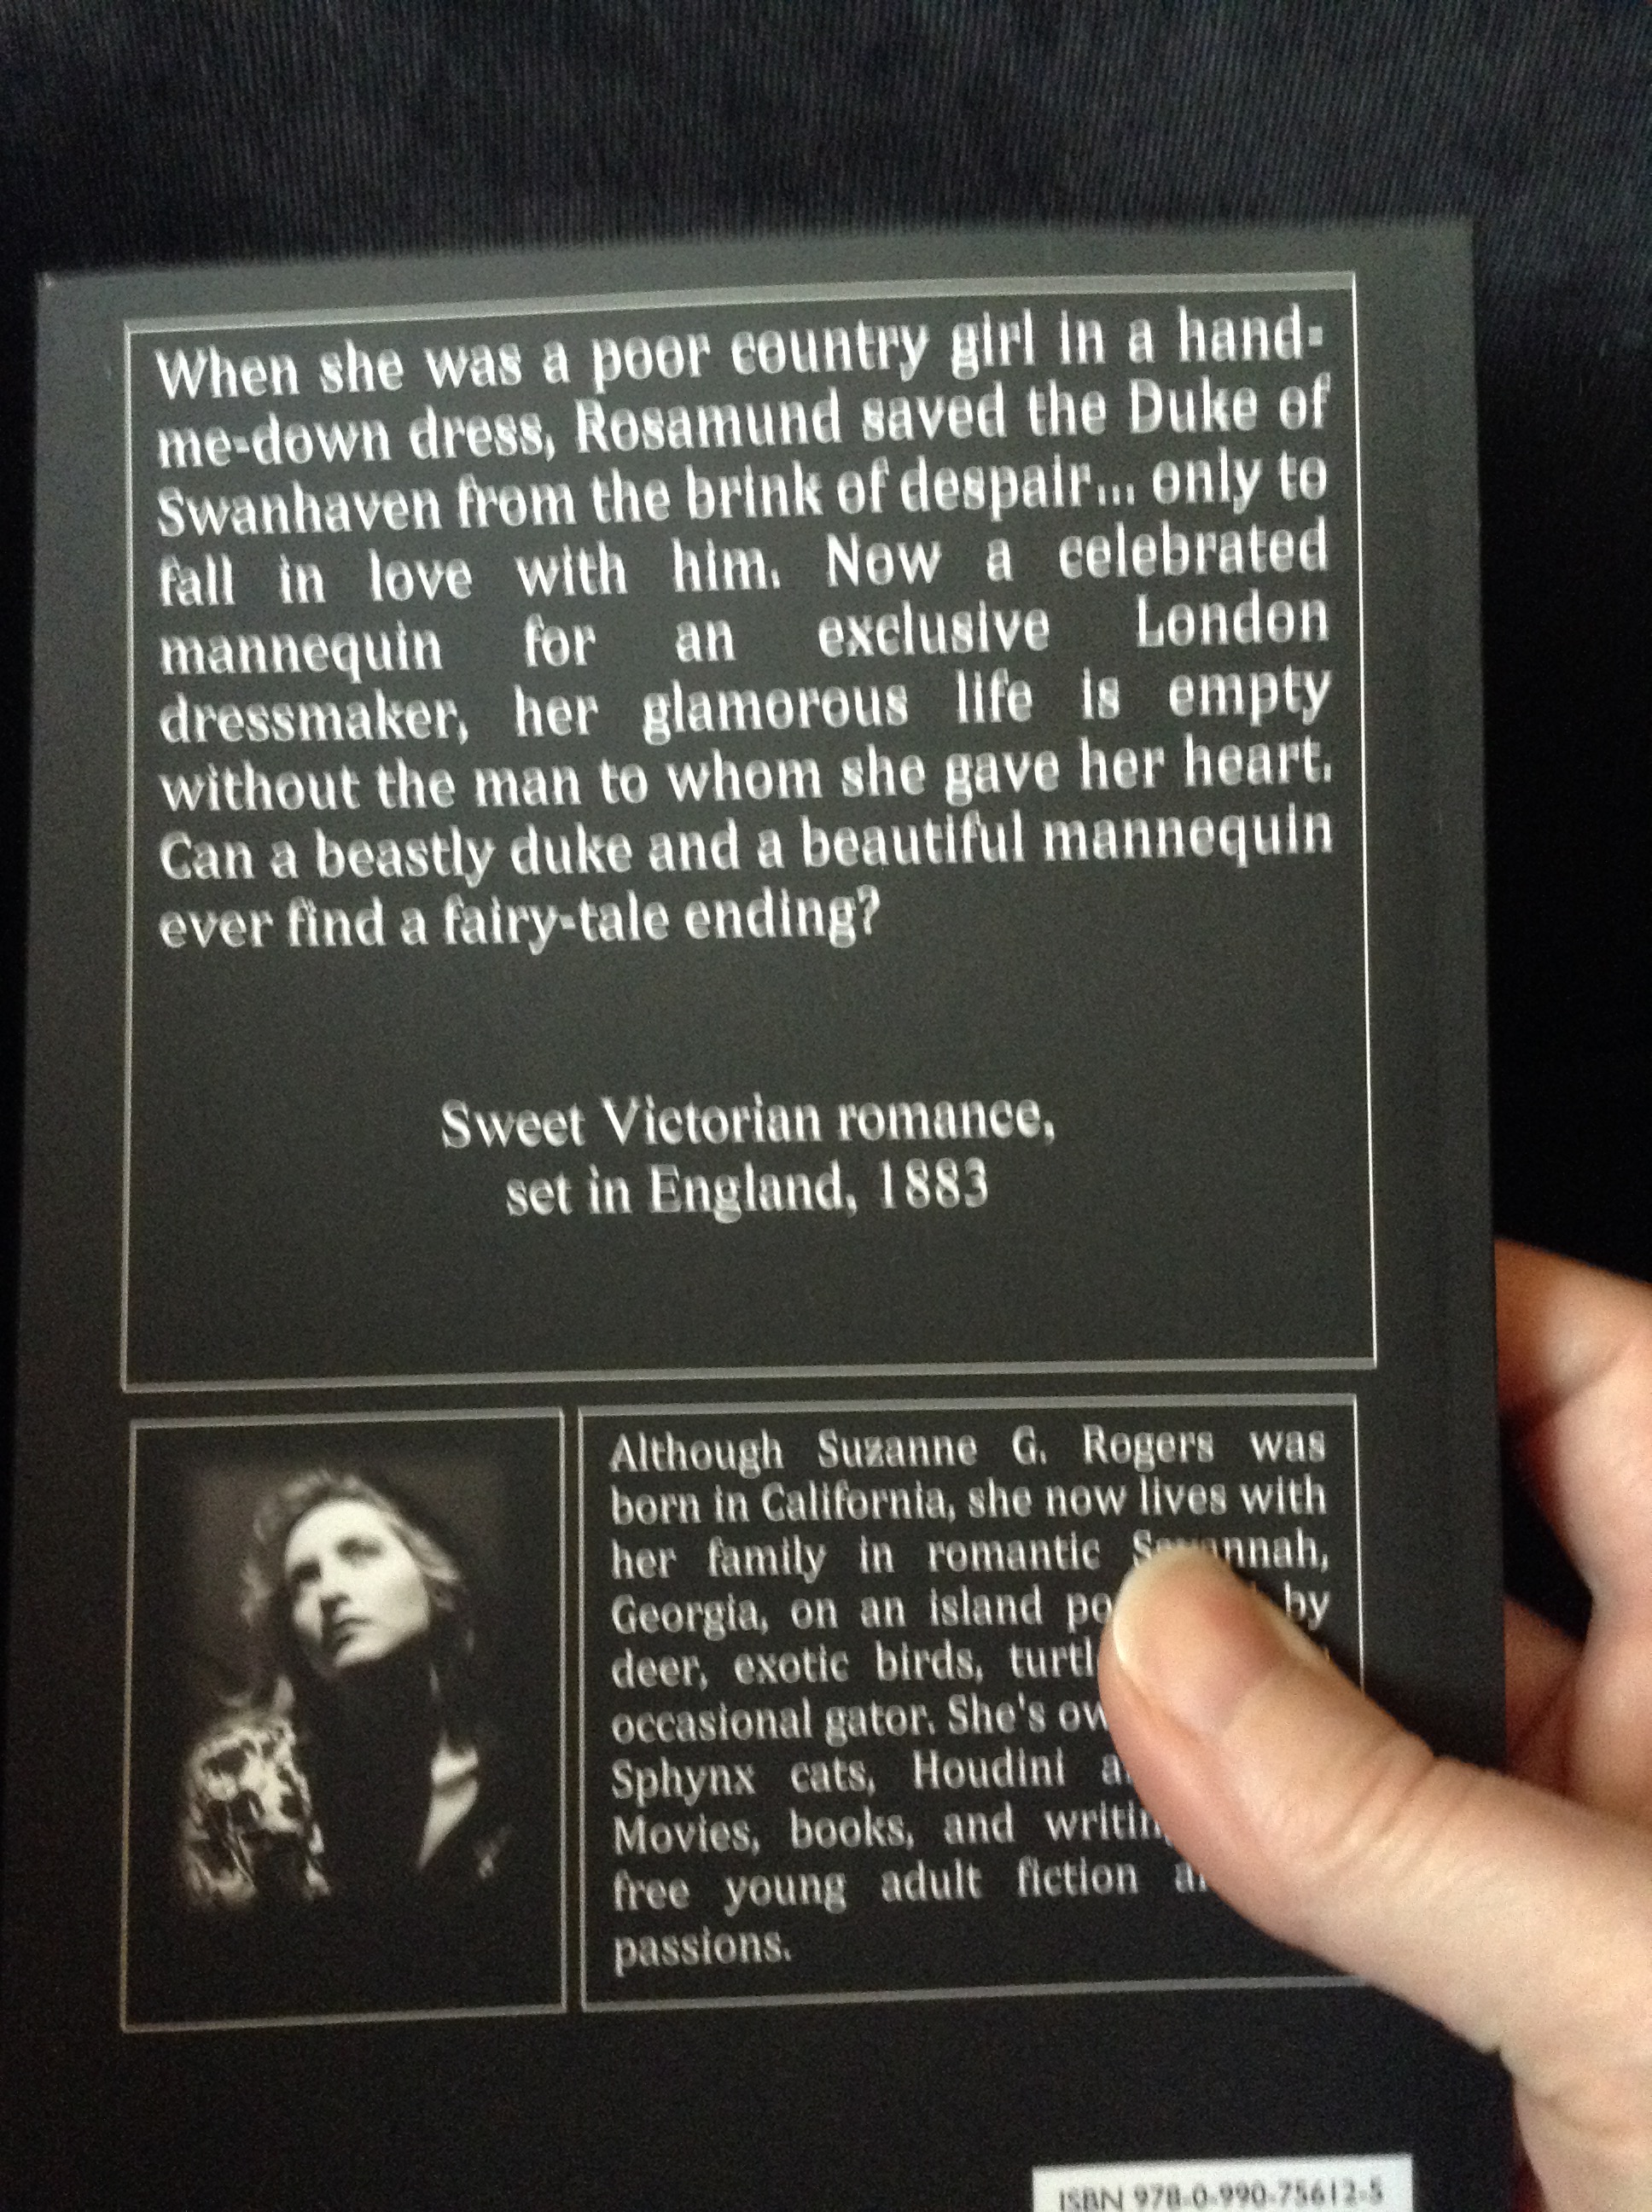 When she was a poor country girl in a hand-
me-down dress, Rosamund saved the Duke of
Swanhaven from the brink of despair... only to
fall in love with him. Now a celebrated
mannequin for an exclusive London
dressmaker, her glamorous life is empty
without the man to whom she gave her heart.
Can a beastly duke and a beautiful mannequin
ever find a fairy-tale ending?
Sweet Victorian romance,
set in England, 1883
Although Suzanne G. Rogers was
born in California, she now lives with
her family in romantic
Georgia, on an island by
deer, exotic birds,
occasional gator. She's
Sphynx cats, Houdini
Movies, books, and
free young adult fiction
passions.
ISBN 978-0-990-75612-5